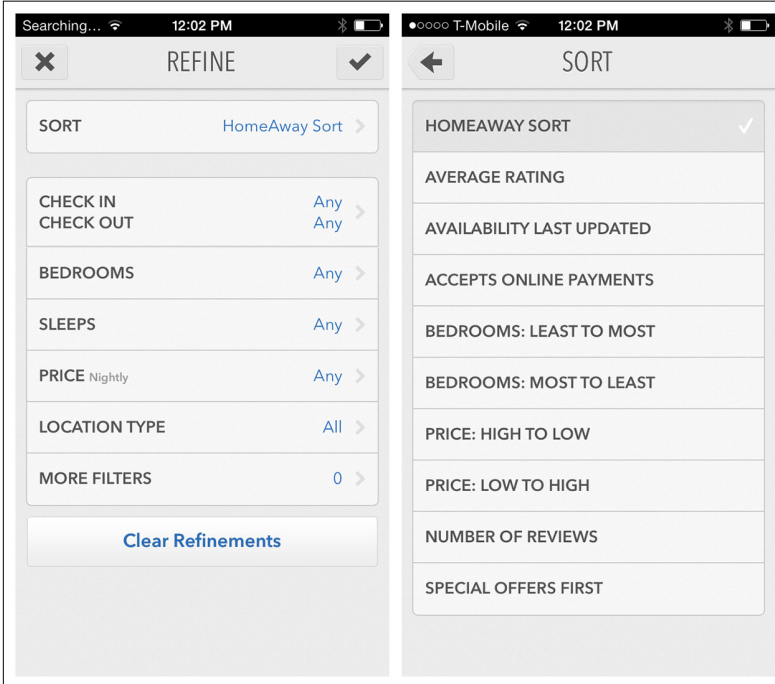 Searching... 12:02 PM
REFINE
SORT HomeAway Sort
CHECK IN Any
CHECK OUT Any
BEDROOMS Any
SLEEPS Any
PRICE Nightly Any
LOCATION TYPE All
MORE FILTERS 0
Clear Refinements
T-Mobile 12:02 PM
SORT
HOMEAWAY SORT
AVERAGE RATING
AVAILABILITY LAST UPDATED
ACCEPTS ONLINE PAYMENTS
BEDROOMS: LEAST TO MOST
BEDROOMS: MOST TO LEAST
PRICE: HIGH TO LOW
PRICE: LOW TO HIGH
NUMBER OF REVIEWS
SPECIAL OFFERS FIRST